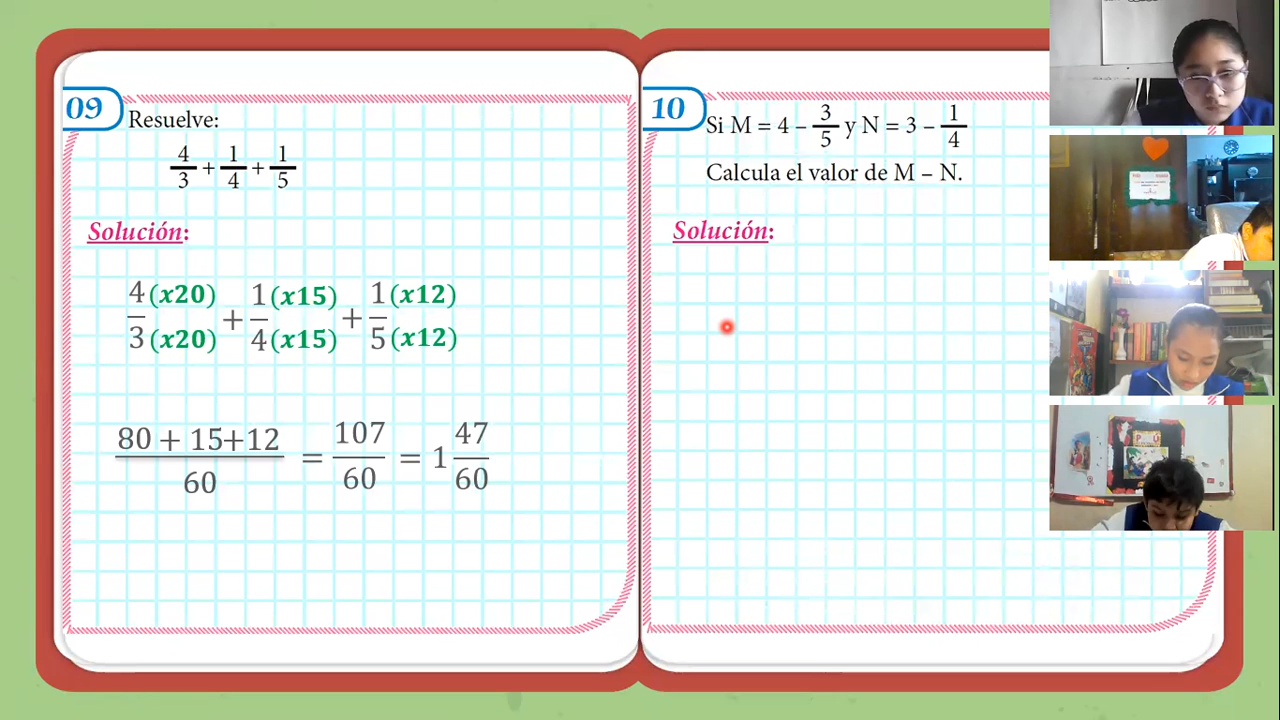 09
Resuelve:
4/3 + 1/4 + 1/5
Solución:
4(x20)/3(x20) + 1(x15)/4(x15) + 1(x12)/5(x12)
80 + 15+12/60 = 107/60 = 1 47/60
10
Si M = 4 – 3/5 y N = 3 – 1/4
Calcula el valor de M – N.
Solución: